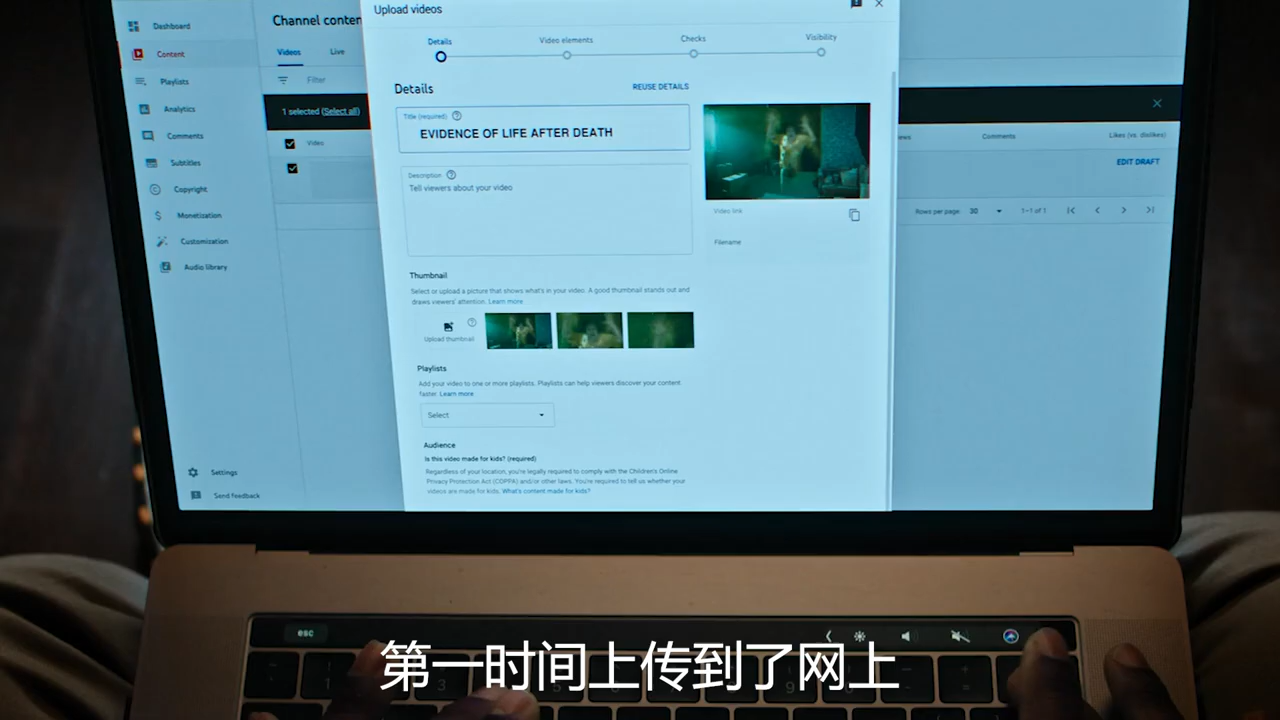 Upload videos
Dashboard
Channel conten
Content
Details
Video elements
Checks
Visibility
Videos
Live
Playlists
Filter
Details
REUSE DETAILS
Analytics
1 selected (Select all)
Title (required)
EVIDENCE OF LIFE AFTER DEATH
Comments
Video
Comments
Likes (vs. dislikes)
Subtitles
Description
Tell viewers about your video
EDIT DRAFT
Copyright
Monetization
Video link
Rows per page: 30
1–1 of 1
Customization
Filename
Audio library
Thumbnail
Select or upload a picture that shows what's in your video. A good thumbnail stands out and
draws viewers' attention. Learn more
Upload thumbnail
Playlists
Add your video to one or more playlists. Playlists can help viewers discover your content
faster. Learn more
Select
Audience
Is this video made for kids? (required)
Regardless of your location, you're legally required to comply with the Children's Online
Privacy Protection Act (COPPA) and/or other laws. You're required to tell us whether your
videos are made for kids. What's content made for kids?
Settings
Send feedback
esc
第一时间上传到了网上